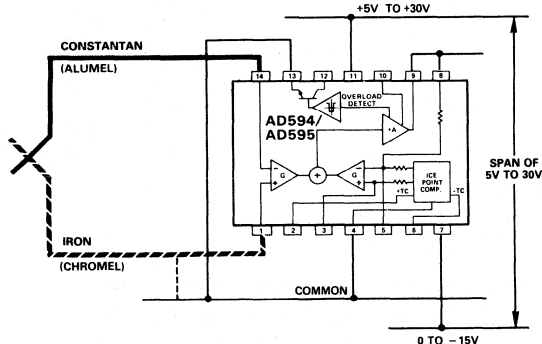 +5V TO +30V
CONSTANTAN
(ALUMEL)
14 13 12 11 10 9 8
OVERLOAD
DETECT
AD594/
AD595
+A
SPAN OF
5V TO 30V
- G + G - +
ICE
POINT
COMP.
+TC -TC
1 2 3 4 5 6 7
IRON
(CHROMEL)
COMMON
0 TO –15V